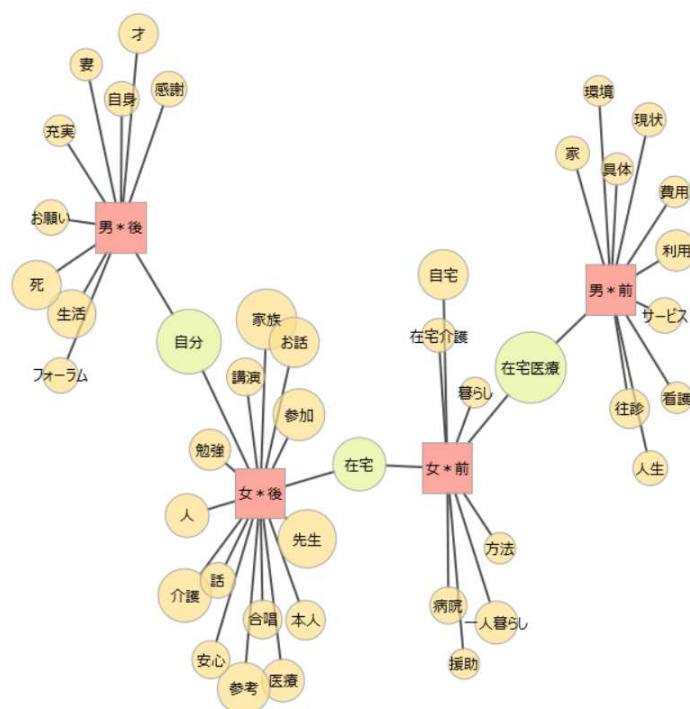 才
妻
自身
感謝
充実
お願い
男*後
死
生活
フォーラム
自分
家族
お話
講演
参加
勉強
女*後
人
先生
介護
話
合唱
本人
安心
参考
医療
在宅
自宅
在宅介護
暮らし
女*前
方法
病院
一人暮らし
援助
在宅医療
環境
現状
家
具体
費用
利用
男*前
サービス
往診
看護
人生